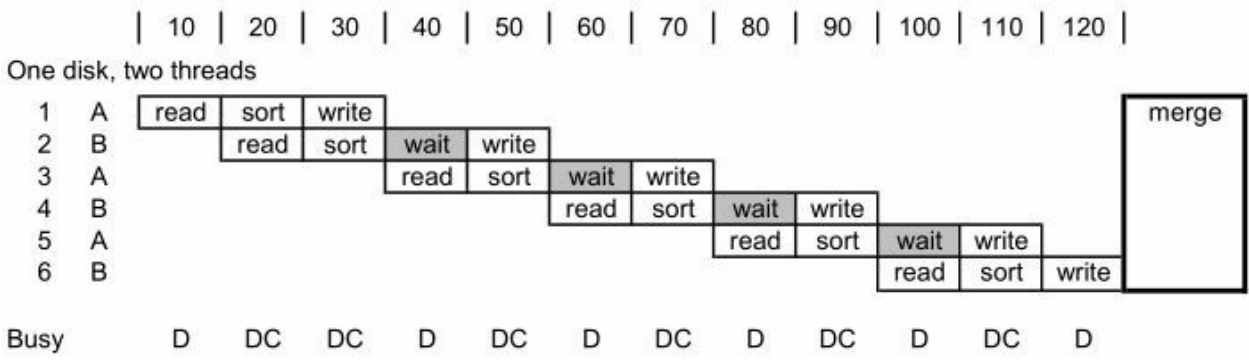 | 10 | 20 | 30 | 40 | 50 | 60 | 70 | 80 | 90 | 100 | 110 | 120 |
One disk, two threads
1 A read sort write merge
2 B read sort wait write
3 A read sort wait write
4 B read sort wait write
5 A read sort wait write
6 B read sort write
Busy D DC DC D DC D DC D DC D DC D